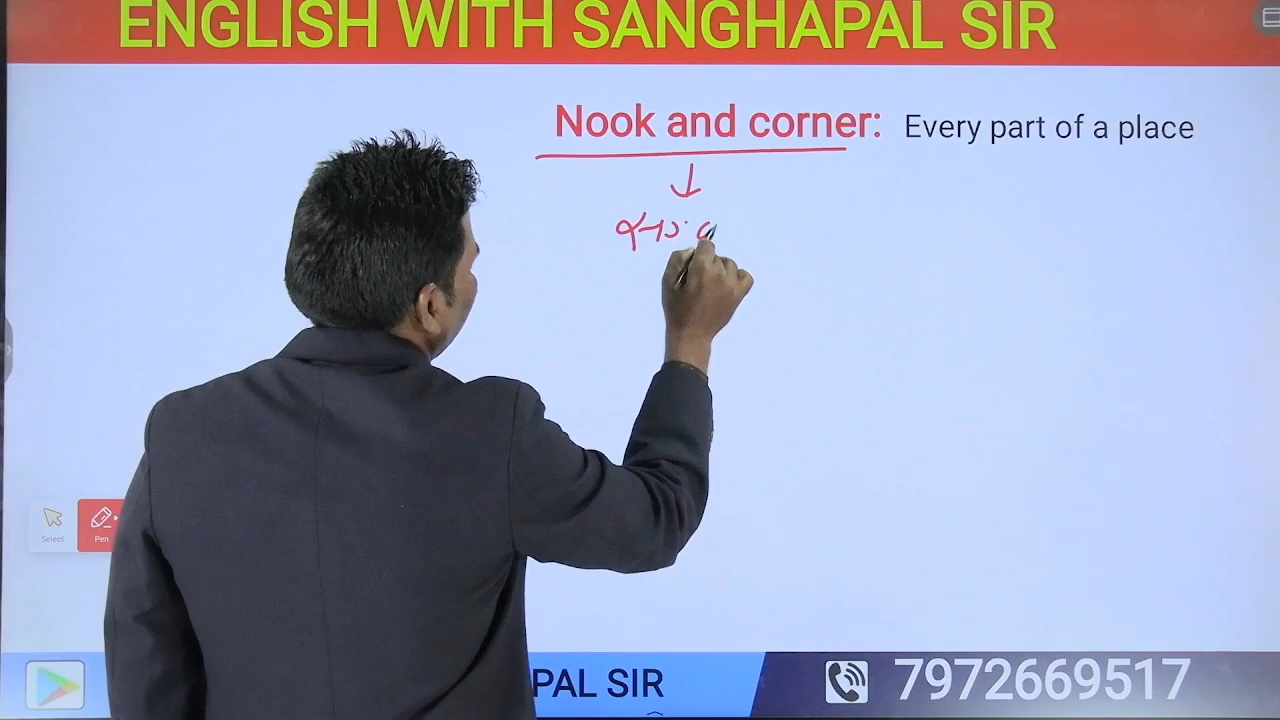 ENGLISH WITH SANGHAPAL SIR
Nook and corner: Every part of a place
Select
Pen
PAL SIR
7972669517